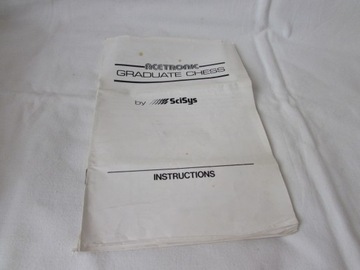 ACETRONIC
GRADUATE CHESS
by SciSys
INSTRUCTIONS